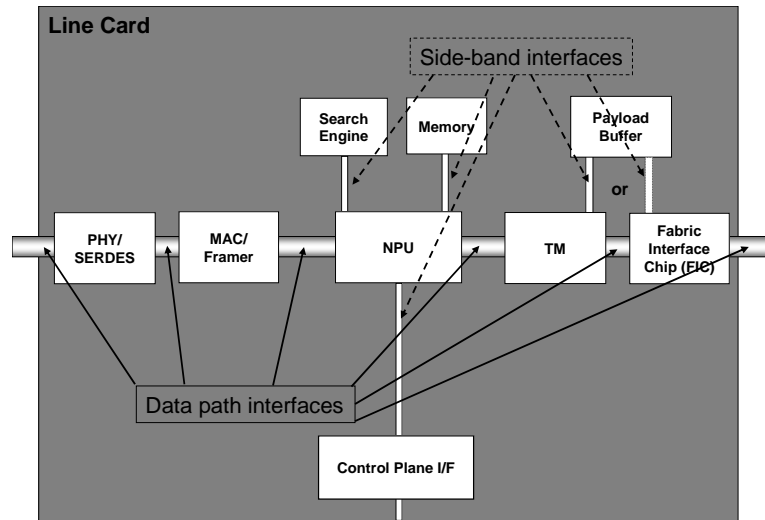 Line Card
Side-band interfaces
Search
Engine
Memory
Payload
Buffer
or
PHY/
SERDES
MAC/
Framer
NPU
TM
Fabric
Interface
Chip (FIC)
Data path interfaces
Control Plane I/F